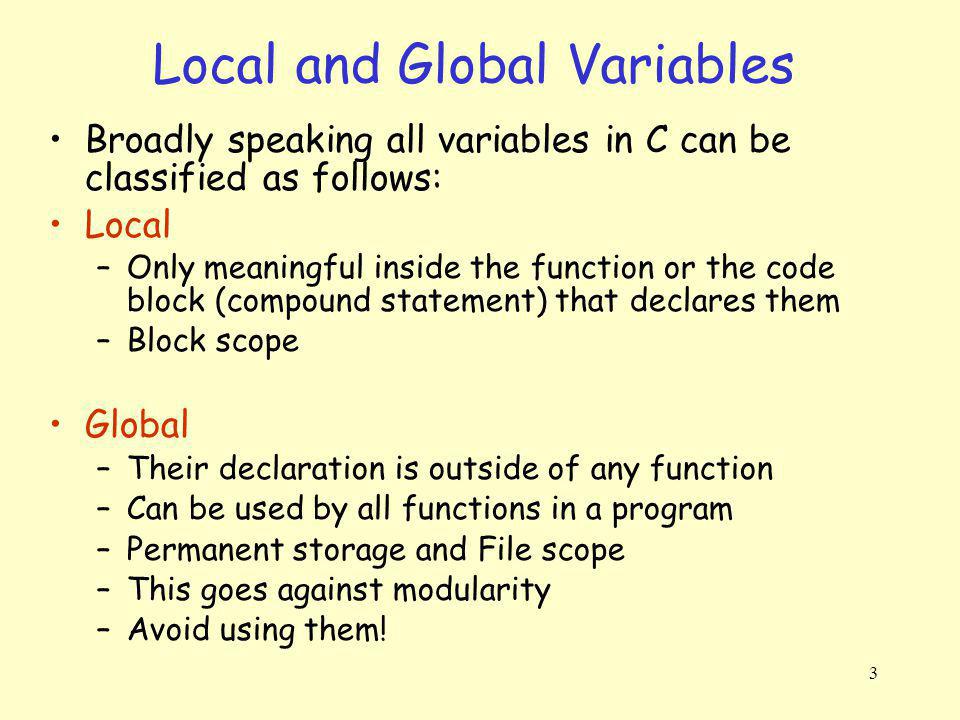 Local and Global Variables
• Broadly speaking all variables in C can be
classified as follows:
• Local
– Only meaningful inside the function or the code
block (compound statement) that declares them
– Block scope
• Global
– Their declaration is outside of any function
– Can be used by all functions in a program
– Permanent storage and File scope
– This goes against modularity
– Avoid using them!
3